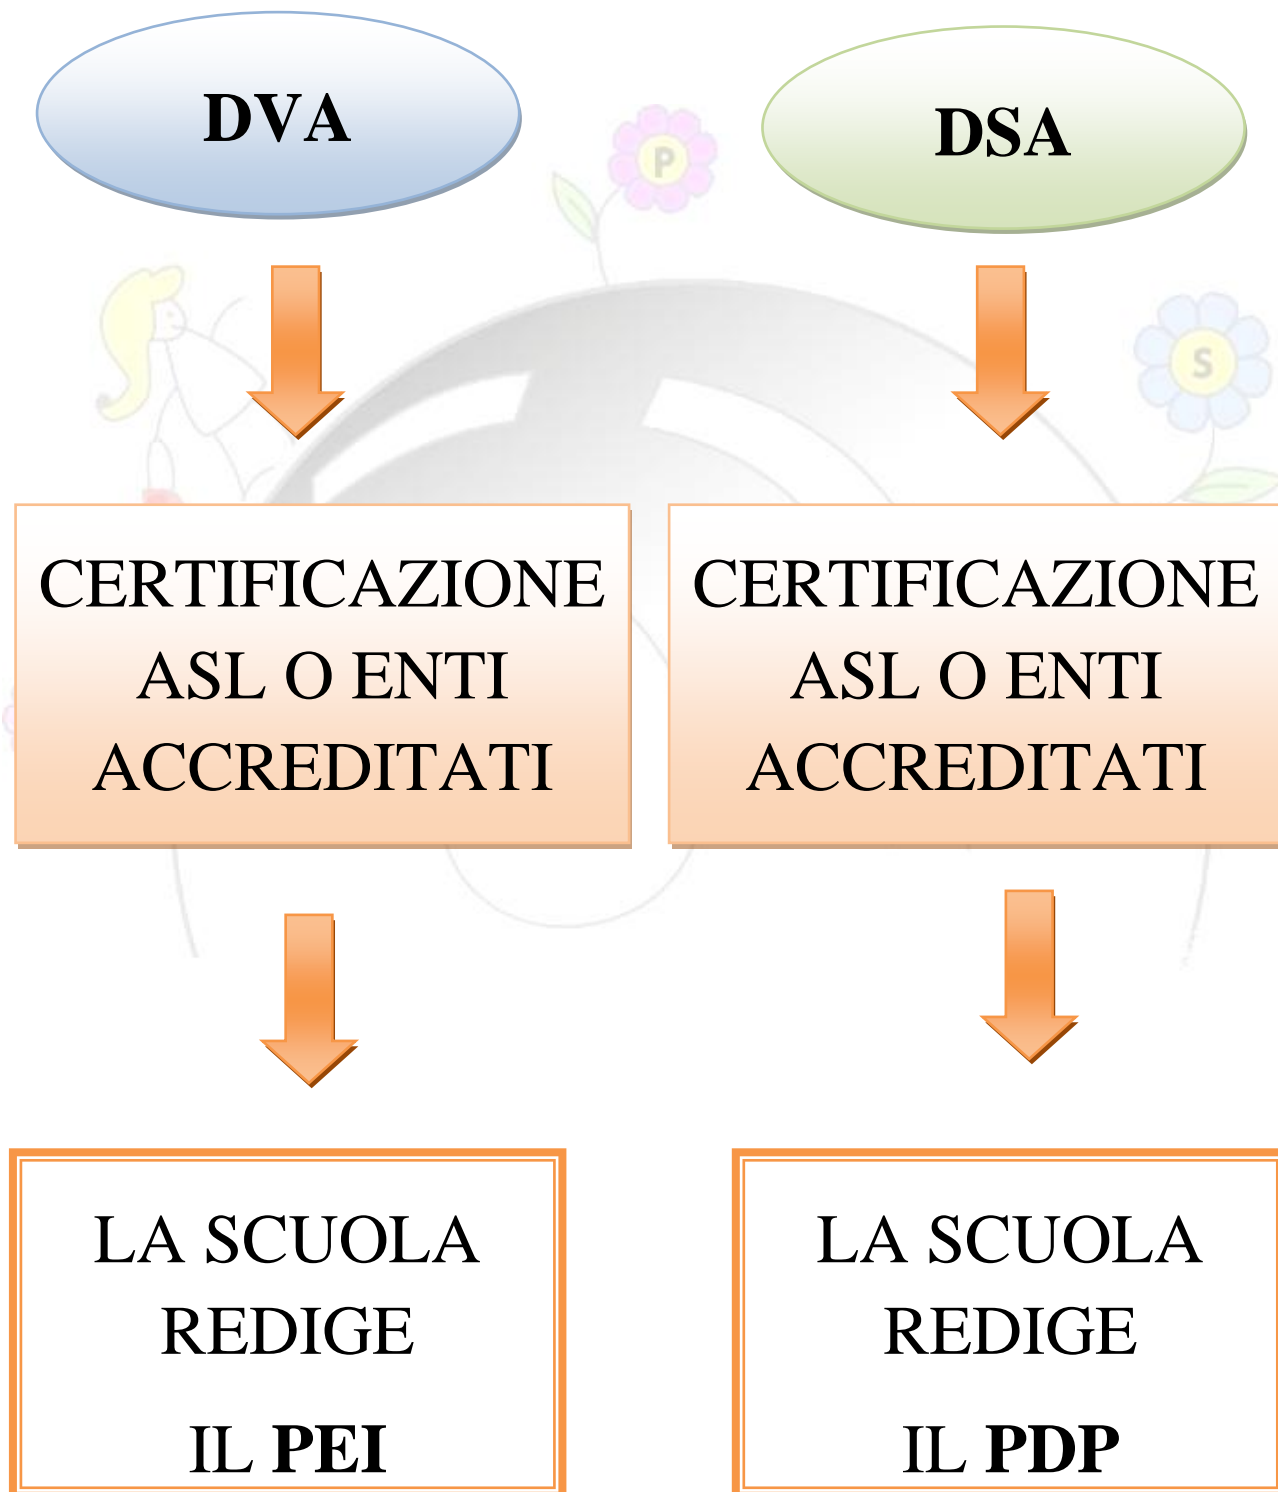 DVA
DSA
P
S
CERTIFICAZIONE
ASL O ENTI
ACCREDITATI
CERTIFICAZIONE
ASL O ENTI
ACCREDITATI
LA SCUOLA
REDIGE
IL PEI
LA SCUOLA
REDIGE
IL PDP